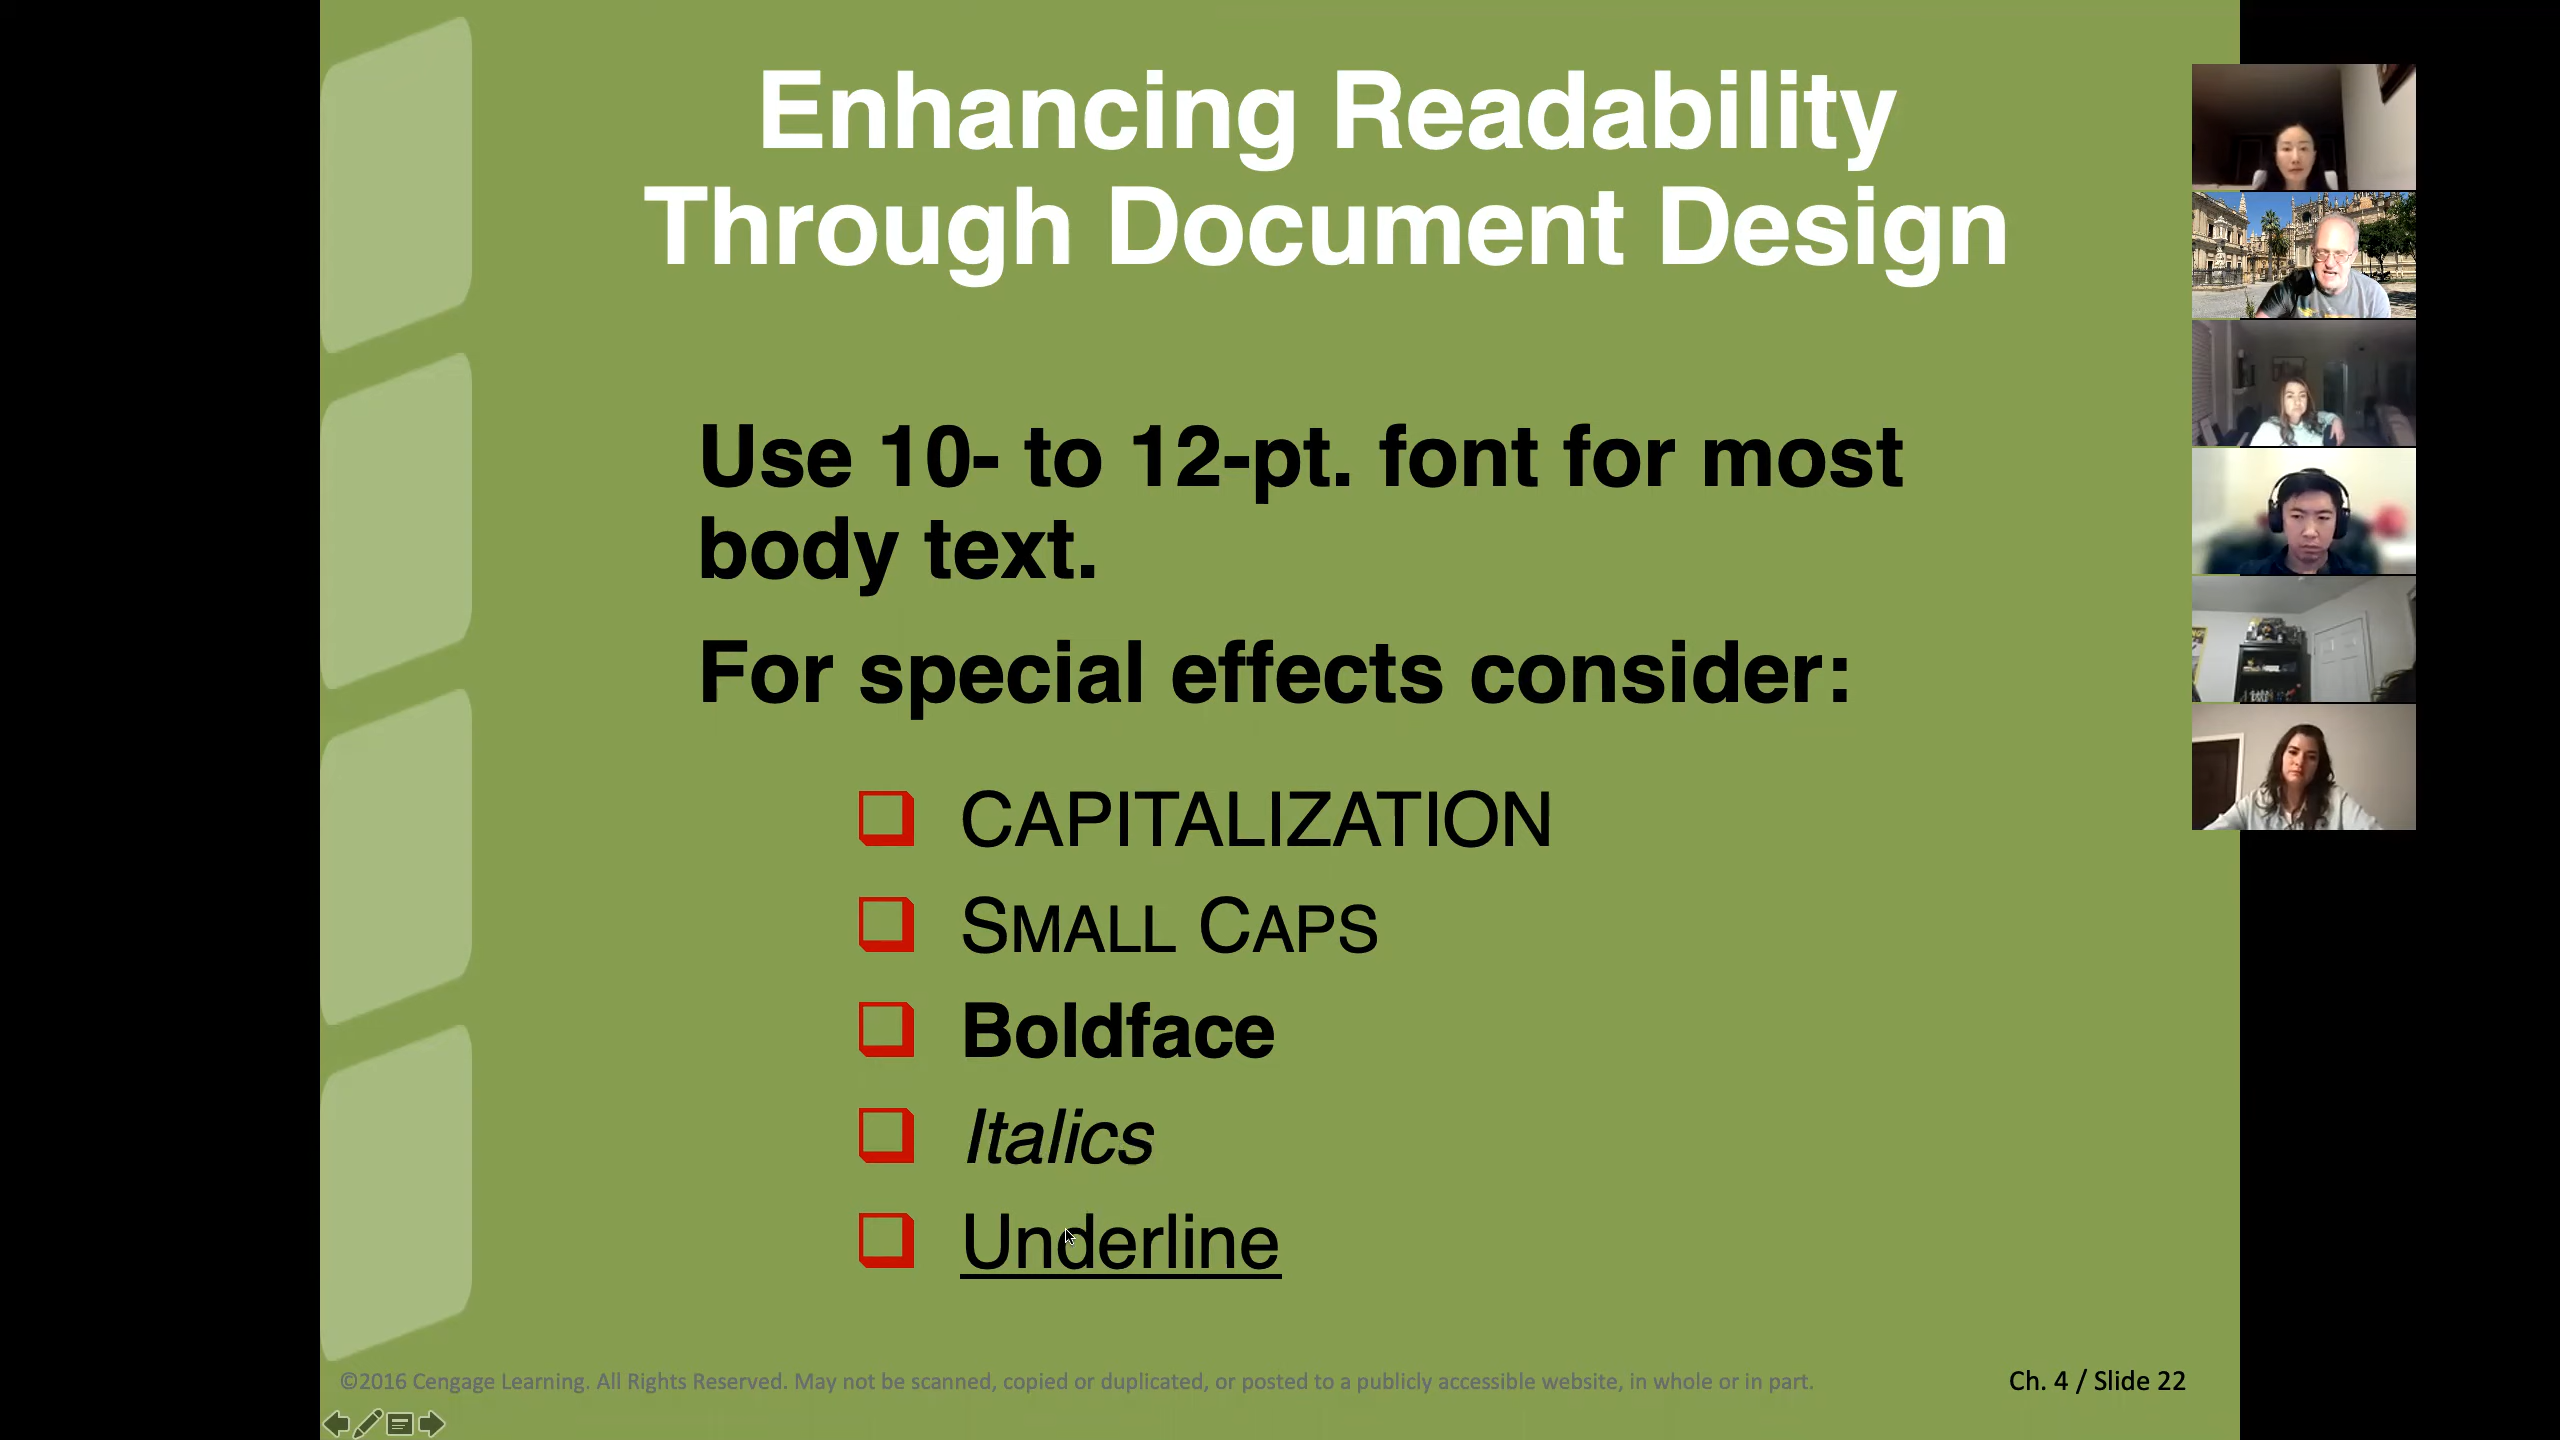 Enhancing Readability
Through Document Design
Use 10- to 12-pt. font for most
body text.
For special effects consider:
CAPITALIZATION
SMALL CAPS
Boldface
Italics
Underline
©2016 Cengage Learning. All Rights Reserved. May not be scanned, copied or duplicated, or posted to a publicly accessible website, in whole or in part.
Ch. 4 / Slide 22